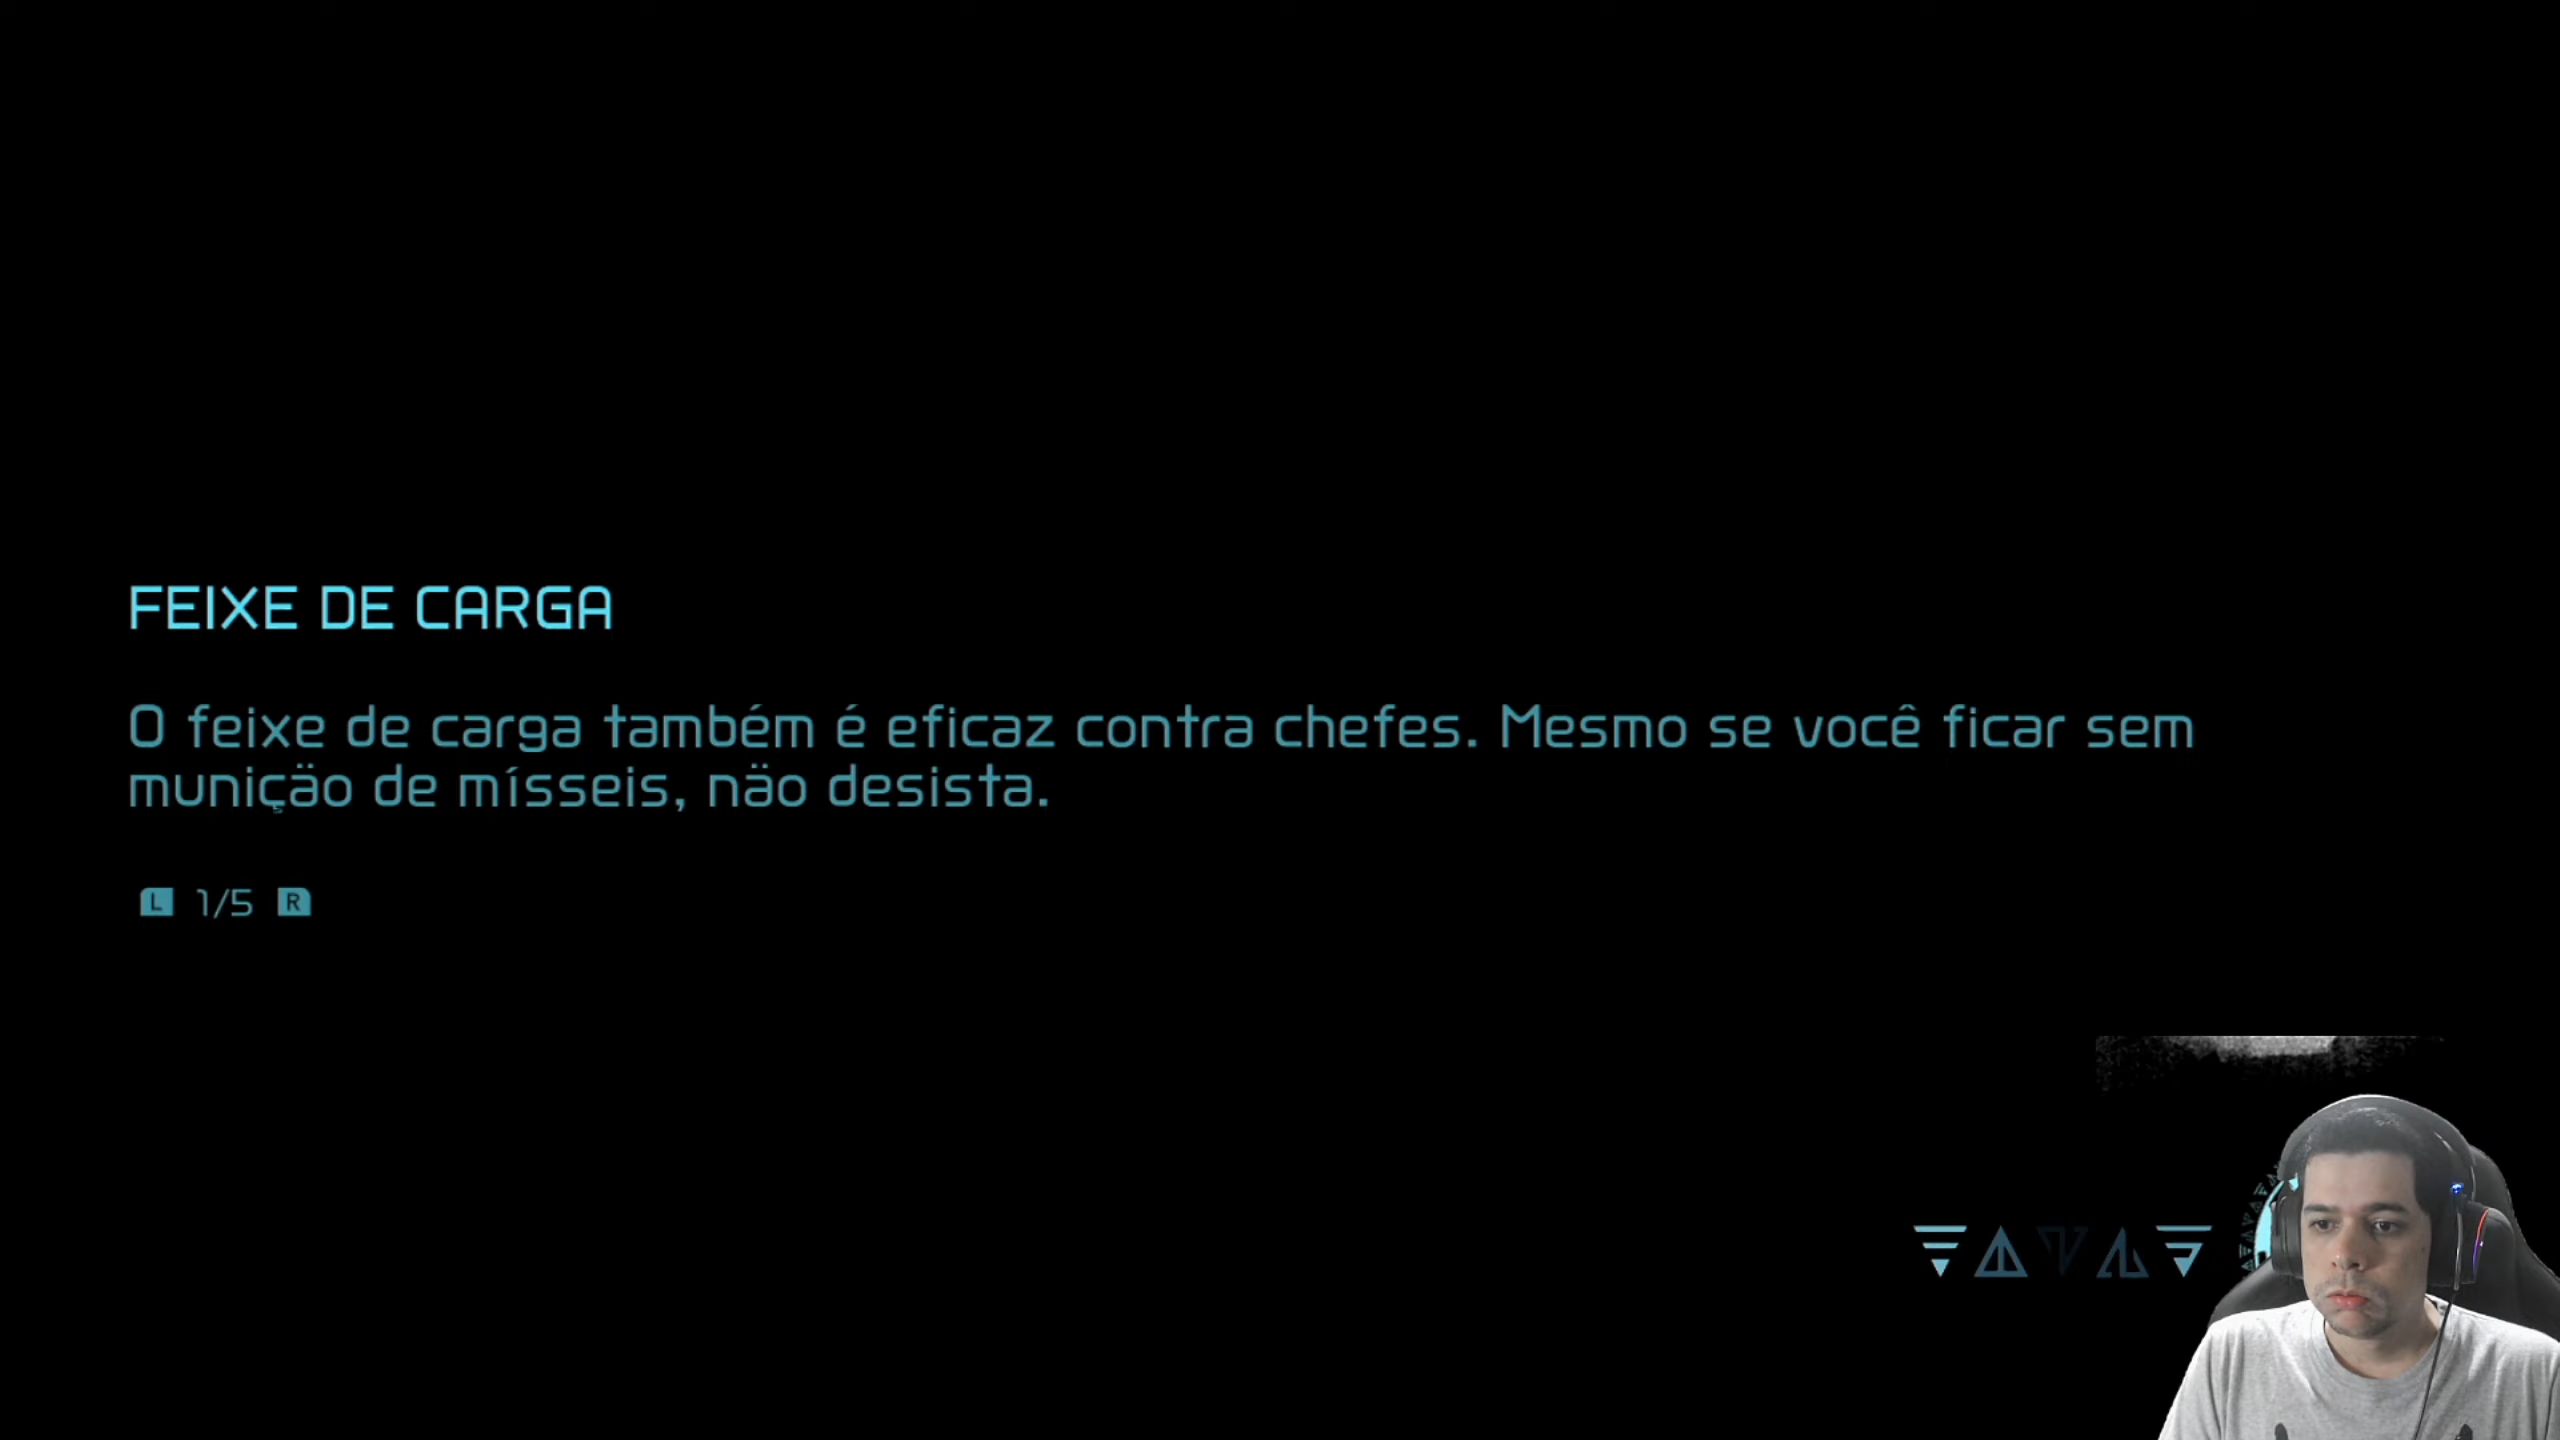 FEIXE DE CARGA
O feixe de carga também é eficaz contra chefes. Mesmo se você ficar sem
munição de mísseis, não desista.
L 1/5 R